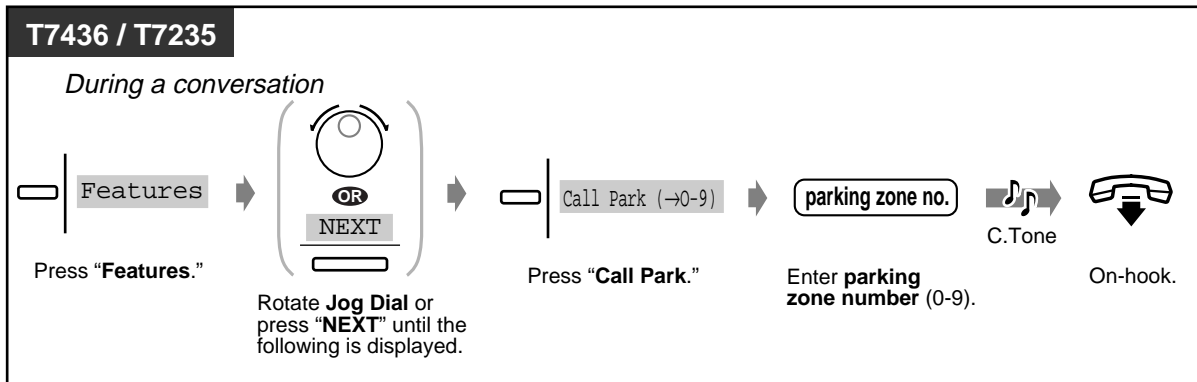 T7436 / T7235
During a conversation
Features
OR
NEXT
Call Park (→0-9)
parking zone no.
C.Tone
Press “Features.”
Rotate Jog Dial or
press “NEXT” until the
following is displayed.
Press “Call Park.”
Enter parking
zone number (0-9).
On-hook.